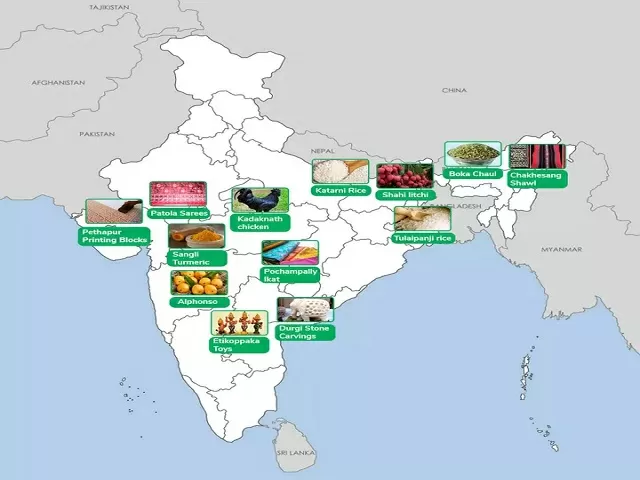 TAJIKISTAN
AFGHANISTAN
CHINA
PAKISTAN
NEPAL
Boka Chaul
Chakhesang
Shawl
Katarni Rice
Shahi litchi
Patola Sarees
BANGLADESH
Kadaknath
chicken
Pethapur
Printing Blocks
Tulaipanji rice
MYANMAR
Sangli
Turmeric
Pochampally
Ikat
Alphonso
Durgi Stone
Carvings
Etikoppaka
Toys
SRI LANKA